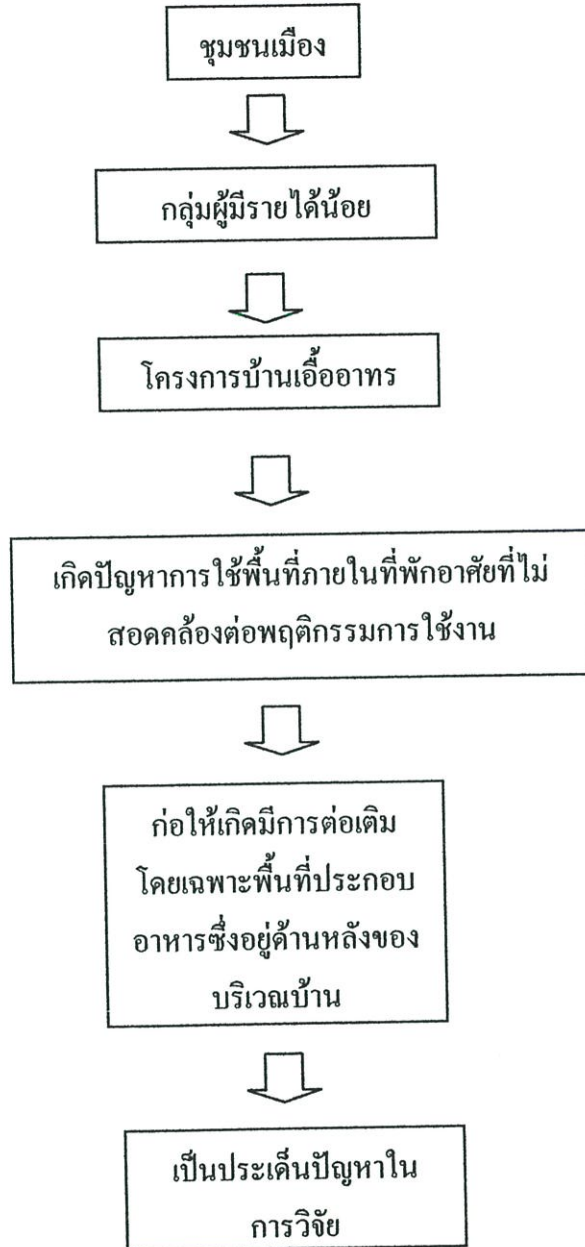 ชุมชนเมือง
กลุ่มผู้มีรายได้น้อย
โครงการบ้านเอื้ออาทร
เกิดปัญหาการใช้พื้นที่ภายในที่พักอาศัยที่ไม่
สอดคล้องต่อพฤติกรรมการใช้งาน
ก่อให้เกิดมีการต่อเติม
โดยเฉพาะพื้นที่ประกอบ
อาหารซึ่งอยู่ด้านหลังของ
บริเวณบ้าน
เป็นประเด็นปัญหาใน
การวิจัย